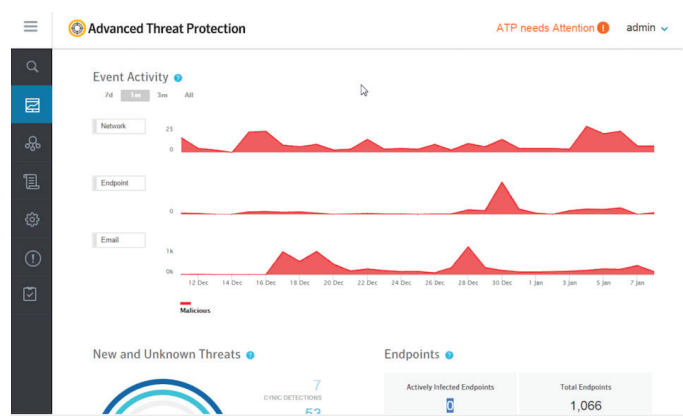 Advanced Threat Protection
ATP needs Attention !
admin
Event Activity ?
7d 1m 3m All
Network
25
0
Endpoint
0
Email
1k
0k
12 Dec 14 Dec 16 Dec 18 Dec 20 Dec 22 Dec 24 Dec 26 Dec 28 Dec 30 Dec 1 Jan 3 Jan 5 Jan 7 Jan
Malicious
New and Unknown Threats ?
7
CYNIC DETECTIONS
Endpoints ?
Actively Infected Endpoints
0
Total Endpoints
1,066